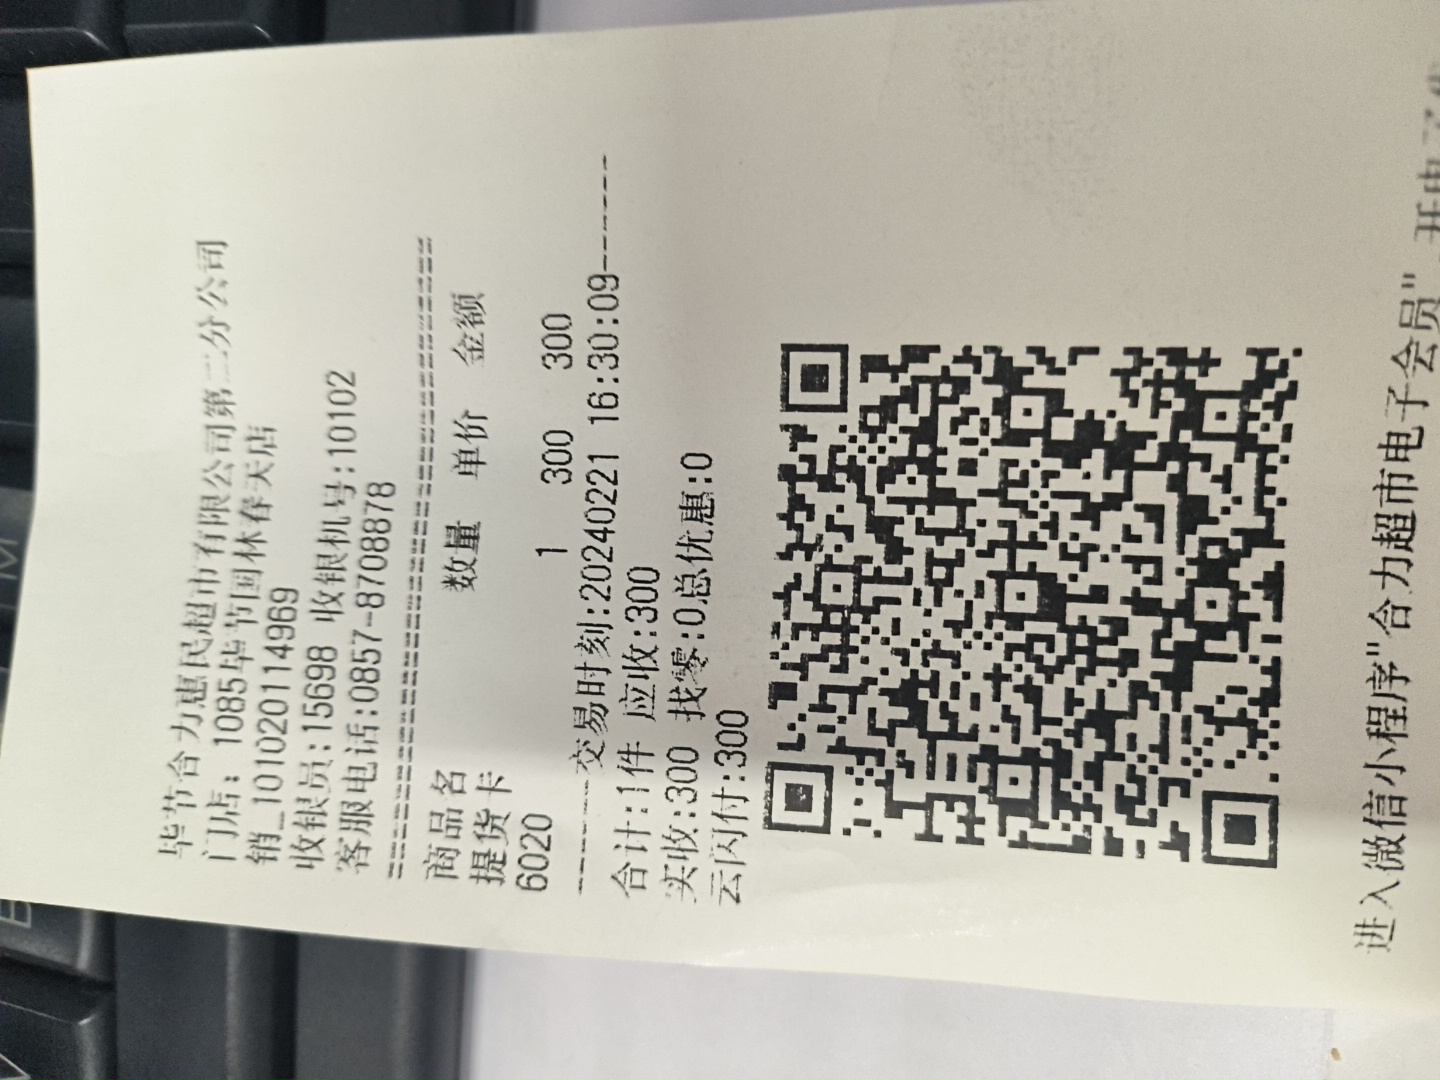 毕节合力惠民超市有限公司第二分公司
门店: 1085毕节国林春天店
销_1010201114969
收银员:15698 收银机号:10102
客服电话:0857-8708878
==============================
商品名 数量 单价 金额
提货卡
6020 1 300 300
------交易时刻:20240221 16:30:09------
合计:1件 应收:300
实收:300 找零:0总优惠:0
云闪付:300
进入微信小程序"合力超市电子会员" 开电子